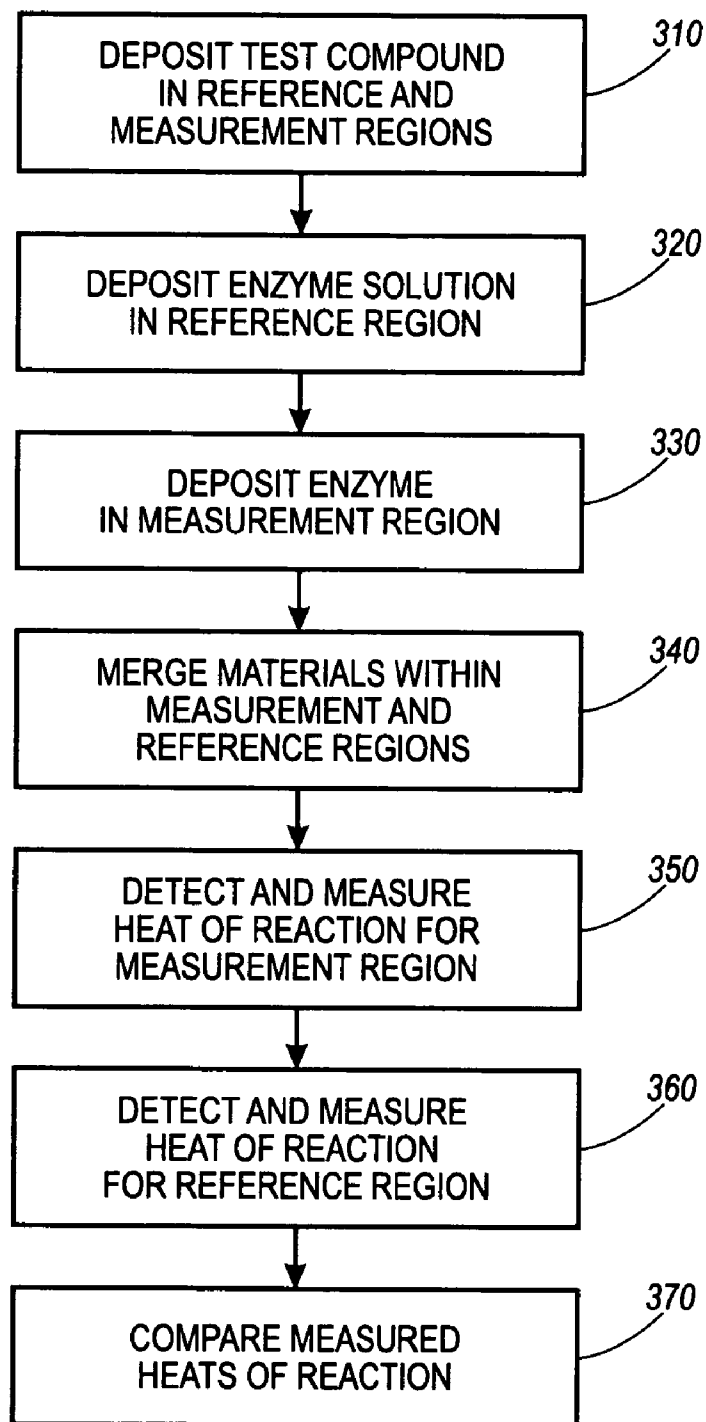 310
DEPOSIT TEST COMPOUND
IN REFERENCE AND
MEASUREMENT REGIONS
320
DEPOSIT ENZYME SOLUTION
IN REFERENCE REGION
330
DEPOSIT ENZYME
IN MEASUREMENT REGION
340
MERGE MATERIALS WITHIN
MEASUREMENT AND
REFERENCE REGIONS
350
DETECT AND MEASURE
HEAT OF REACTION FOR
MEASUREMENT REGION
360
DETECT AND MEASURE
HEAT OF REACTION
FOR REFERENCE REGION
370
COMPARE MEASURED
HEATS OF REACTION